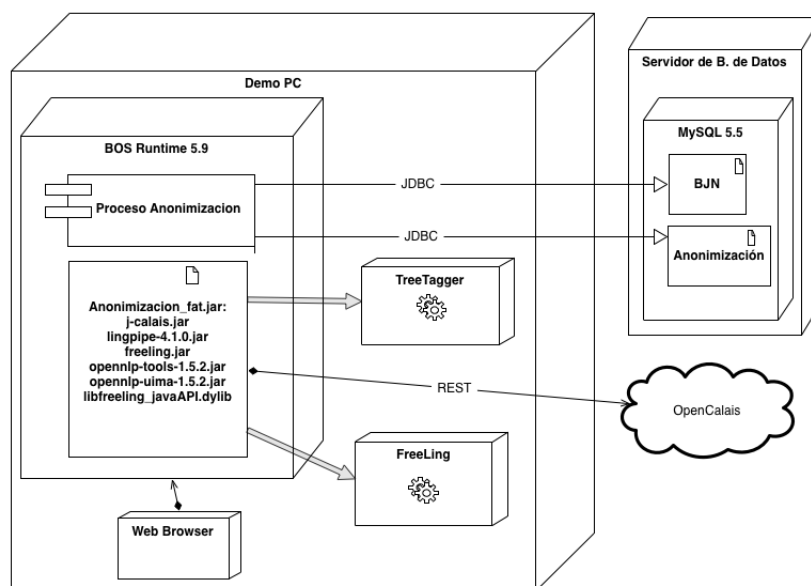 Demo PC
BOS Runtime 5.9
Proceso Anonimizacion
Anonimizacion_fat.jar:
j-calais.jar
lingpipe-4.1.0.jar
freeling.jar
opennlp-tools-1.5.2.jar
opennlp-uima-1.5.2.jar
libfreeling_javaAPI.dylib
Web Browser
TreeTagger
FreeLing
JDBC
JDBC
REST
Servidor de B. de Datos
MySQL 5.5
BJN
Anonimización
OpenCalais